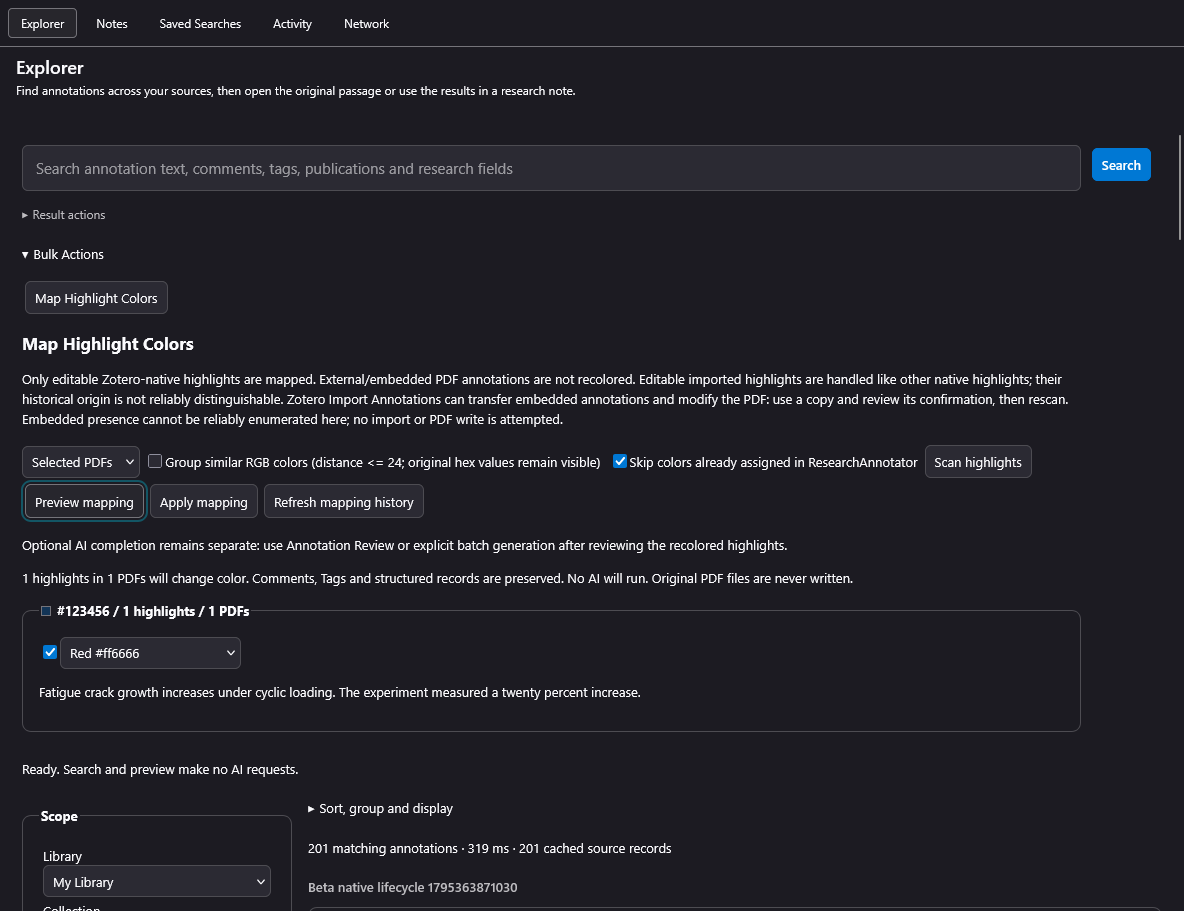 Explorer Notes Saved Searches Activity Network
Explorer
Find annotations across your sources, then open the original passage or use the results in a research note.
Search annotation text, comments, tags, publications and research fields Search
▸ Result actions
▾ Bulk Actions
Map Highlight Colors
Map Highlight Colors
Only editable Zotero-native highlights are mapped. External/embedded PDF annotations are not recolored. Editable imported highlights are handled like other native highlights; their
historical origin is not reliably distinguishable. Zotero Import Annotations can transfer embedded annotations and modify the PDF: use a copy and review its confirmation, then rescan.
Embedded presence cannot be reliably enumerated here; no import or PDF write is attempted.
Selected PDFs Group similar RGB colors (distance <= 24; original hex values remain visible) Skip colors already assigned in ResearchAnnotator Scan highlights
Preview mapping Apply mapping Refresh mapping history
Optional AI completion remains separate: use Annotation Review or explicit batch generation after reviewing the recolored highlights.
1 highlights in 1 PDFs will change color. Comments, Tags and structured records are preserved. No AI will run. Original PDF files are never written.
#123456 / 1 highlights / 1 PDFs
Red #ff6666
Fatigue crack growth increases under cyclic loading. The experiment measured a twenty percent increase.
Ready. Search and preview make no AI requests.
Scope
Library
My Library
Collection
▸ Sort, group and display
201 matching annotations · 319 ms · 201 cached source records
Beta native lifecycle 1795363871030